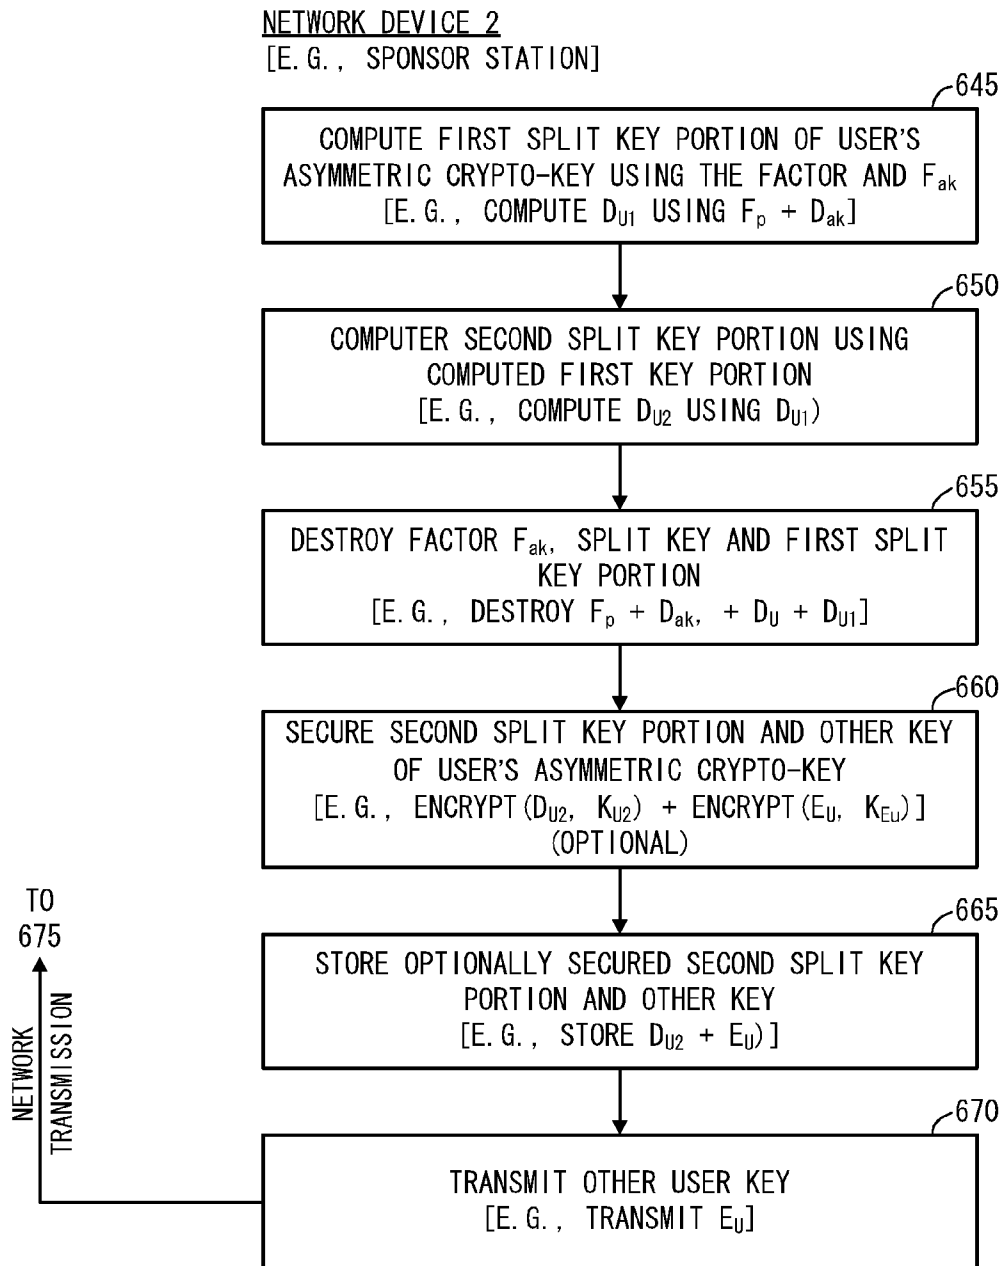 NETWORK DEVICE 2
[E.G., SPONSOR STATION]
645
COMPUTE FIRST SPLIT KEY PORTION OF USER'S
ASYMMETRIC CRYPTO-KEY USING THE FACTOR AND Fak
[E.G., COMPUTE DU1 USING Fp + Dak]
650
COMPUTER SECOND SPLIT KEY PORTION USING
COMPUTED FIRST KEY PORTION
[E.G., COMPUTE DU2 USING DU1)
655
DESTROY FACTOR Fak, SPLIT KEY AND FIRST SPLIT
KEY PORTION
[E.G., DESTROY Fp + Dak, + DU + DU1]
660
SECURE SECOND SPLIT KEY PORTION AND OTHER KEY
OF USER'S ASYMMETRIC CRYPTO-KEY
[E.G., ENCRYPT(DU2, KU2) + ENCRYPT(EU, KEu)]
(OPTIONAL)
TO
675
NETWORK
TRANSMISSION
665
STORE OPTIONALLY SECURED SECOND SPLIT KEY
PORTION AND OTHER KEY
[E.G., STORE DU2 + EU)]
670
TRANSMIT OTHER USER KEY
[E.G., TRANSMIT EU]